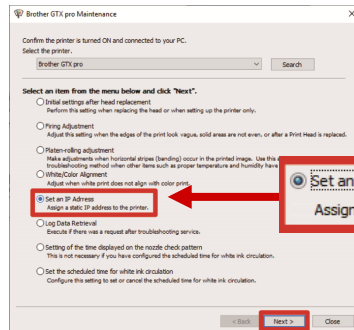 Brother GTX pro Maintenance
Confirm the printer is turned ON and connected to your PC.
Select the printer.
Brother GTX pro
Search
Select an item from the menu below and click "Next".
Initial settings after head replacement
Perform this setting when replacing the head or when setting up the printer only.
Firing Adjustment
Adjust this setting when the edges of the print look vague, solid areas are not even, or after a Print Head is replaced.
Platen-rolling adjustment
Make adjustments when horizontal stripes (banding) occur in the printed image. Use this
troubleshooting method when other items such as proper temperature and humidity have
White/Color Alignment
Adjust when white print does not align with color print.
Set an IP Address
Assign a static IP address to the printer.
Set an
Assign
Log Data Retrieval
Execute if there was a request after troubleshooting service.
Setting of the time displayed on the nozzle check pattern
This is not necessary if you have configured the scheduled time for white ink circulation.
Set the scheduled time for white ink circulation
Configure this setting to set or cancel the scheduled time for white ink circulation.
< Back
Next >
Close